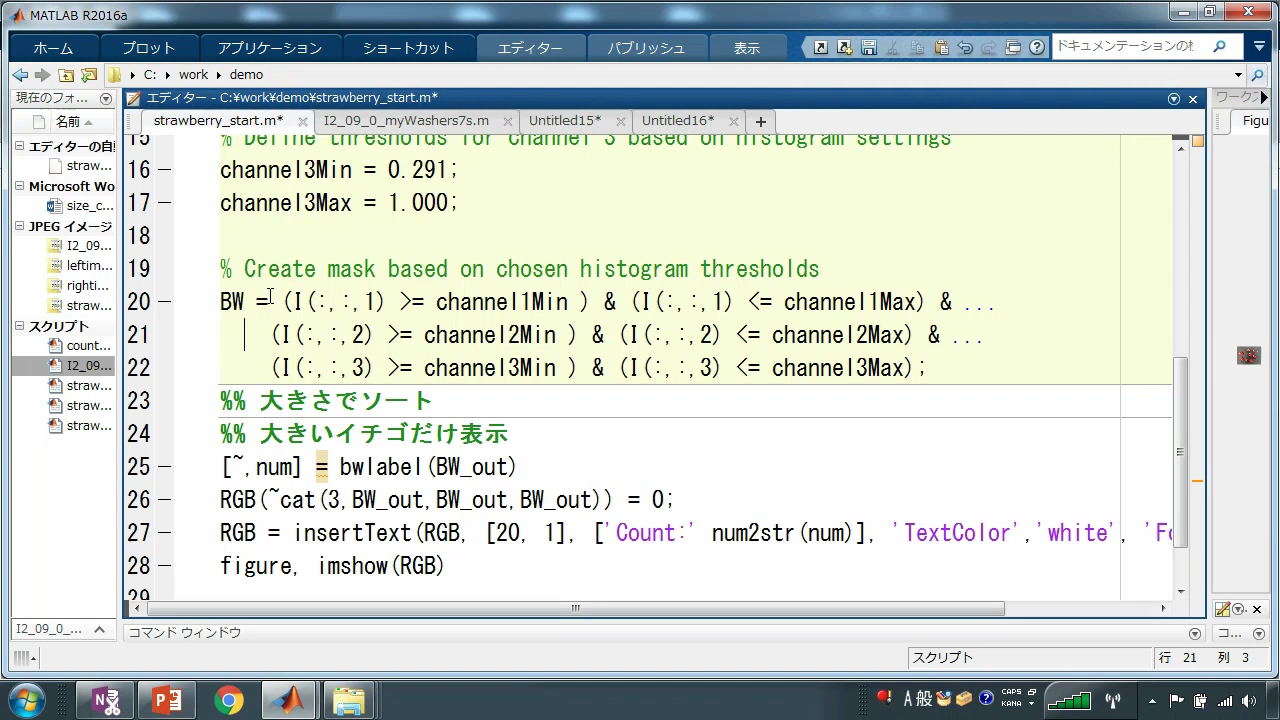 MATLAB R2016a
ホーム プロット アプリケーション ショートカット エディター パブリッシュ 表示
C: work demo
現在のフォ...
エディター - C:¥work¥demo¥strawberry_start.m*
ワークス
名前
strawberry_start.m* I2_09_0_myWashers7s.m Untitled15* Untitled16* +
Figu
エディターの自
straw...
Microsoft Wo
size_c...
JPEG イメージ
I2_09...
leftim...
righti...
straw...
スクリプト
count...
I2_09...
straw...
straw...
straw...
15 % Define thresholds for channel 3 based on histogram settings
16 channel3Min = 0.291;
17 channel3Max = 1.000;
18
19 % Create mask based on chosen histogram thresholds
20 BW = (I(:,:,1) >= channel1Min ) & (I(:,:,1) <= channel1Max) & ...
21 (I(:,:,2) >= channel2Min ) & (I(:,:,2) <= channel2Max) & ...
22 (I(:,:,3) >= channel3Min ) & (I(:,:,3) <= channel3Max);
23 %% 大きさでソート
24 %% 大きいイチゴだけ表示
25 [~,num] = bwlabel(BW_out)
26 RGB(~cat(3,BW_out,BW_out,BW_out)) = 0;
27 RGB = insertText(RGB, [20, 1], ['Count:' num2str(num)], 'TextColor','white', 'Fo
28 figure, imshow(RGB)
29
I2_09_0_...
コマンド ウィンドウ
コ...
スクリプト
行 21 列 3
A 般
CAPS
KANA